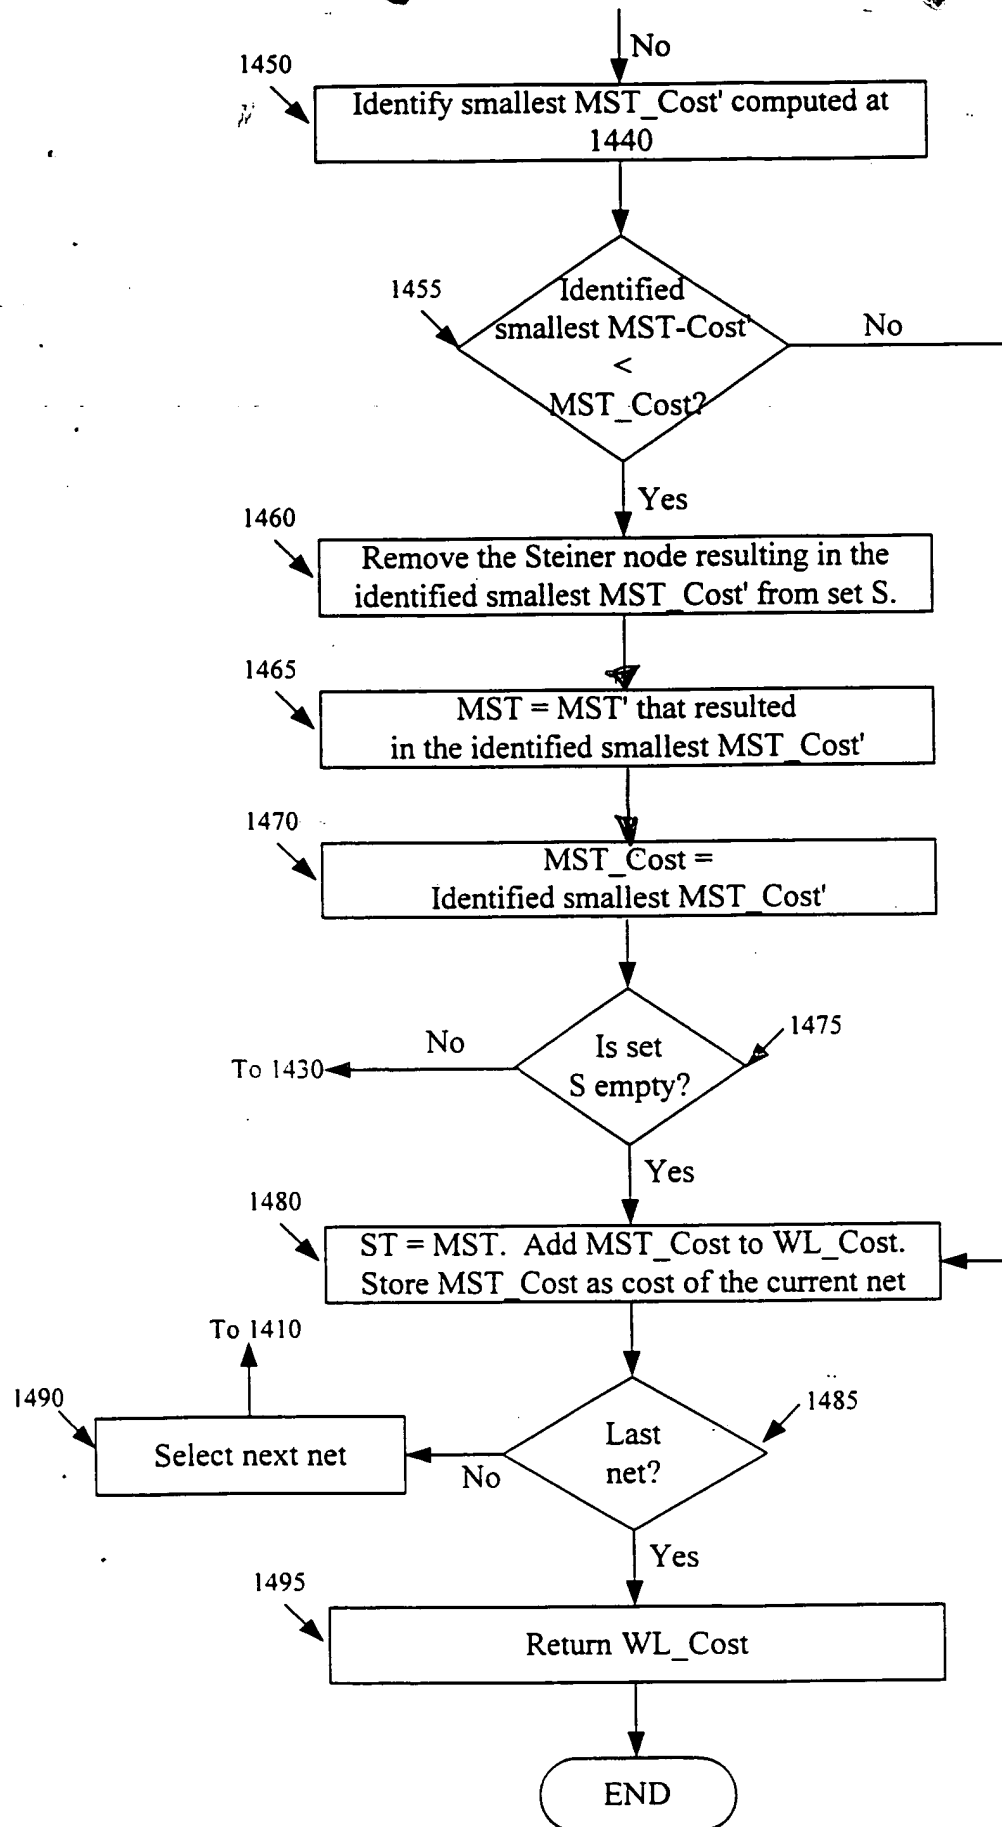 No
1450
Identify smallest MST_Cost' computed at
1440
1455
Identified
smallest MST-Cost'
<
MST_Cost?
No
Yes
1460
Remove the Steiner node resulting in the
identified smallest MST_Cost' from set S.
1465
MST = MST' that resulted
in the identified smallest MST_Cost'
1470
MST_Cost =
Identified smallest MST_Cost'
1475
Is set
S empty?
No
To 1430
Yes
1480
ST = MST. Add MST_Cost to WL_Cost.
Store MST_Cost as cost of the current net
To 1410
1490
Select next net
No
1485
Last
net?
Yes
1495
Return WL_Cost
END